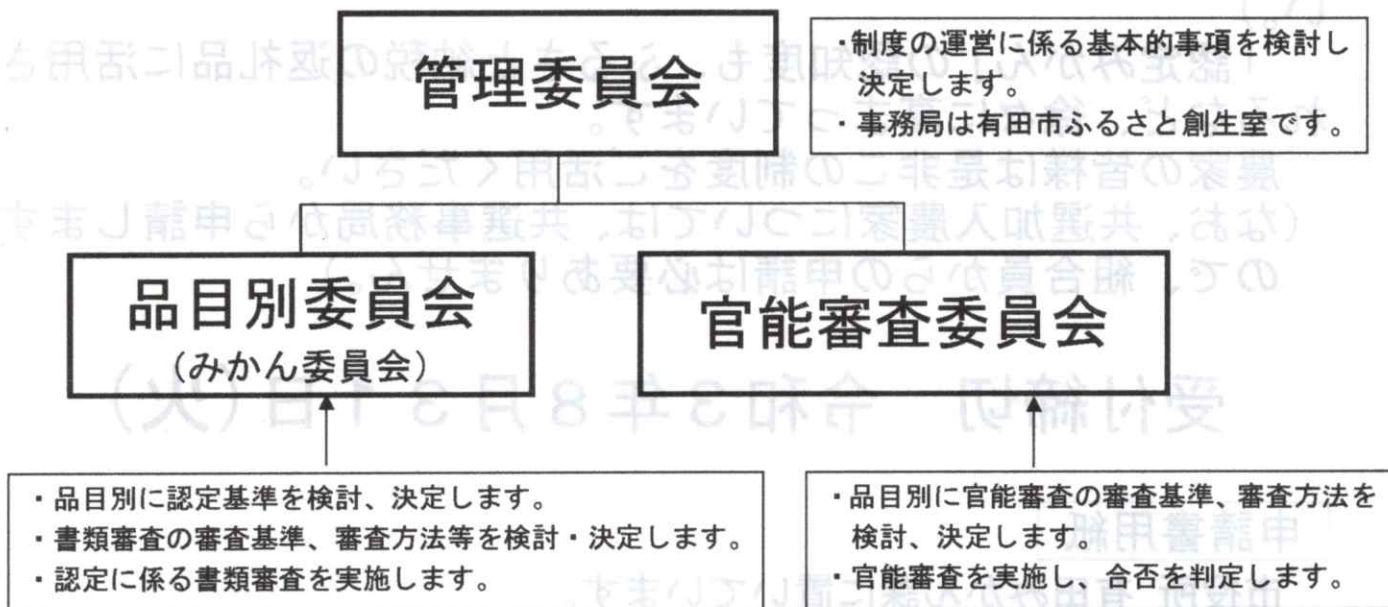 管理委員会
・制度の運営に係る基本的事項を検討し
決定します。
・事務局は有田市ふるさと創生室です。
品目別委員会
(みかん委員会)
官能審査委員会
・品目別に認定基準を検討、決定します。
・書類審査の審査基準、審査方法等を検討・決定します。
・認定に係る書類審査を実施します。
・品目別に官能審査の審査基準、審査方法を
検討、決定します。
・官能審査を実施し、合否を判定します。